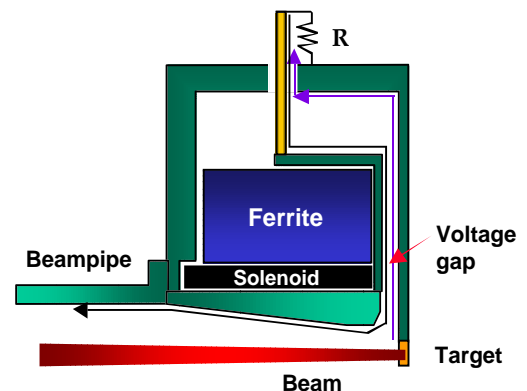 R
Ferrite
Solenoid
Beampipe
Voltage
gap
Target
Beam